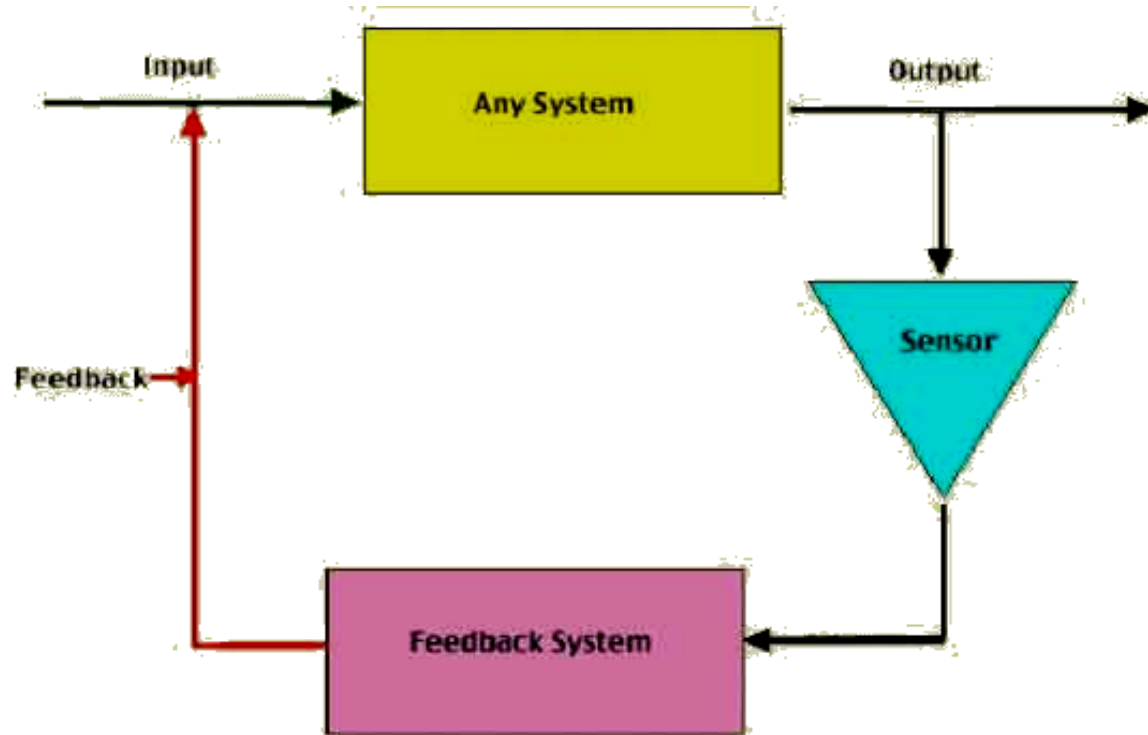 Input
Any System
Output
Sensor
Feedback
Feedback System